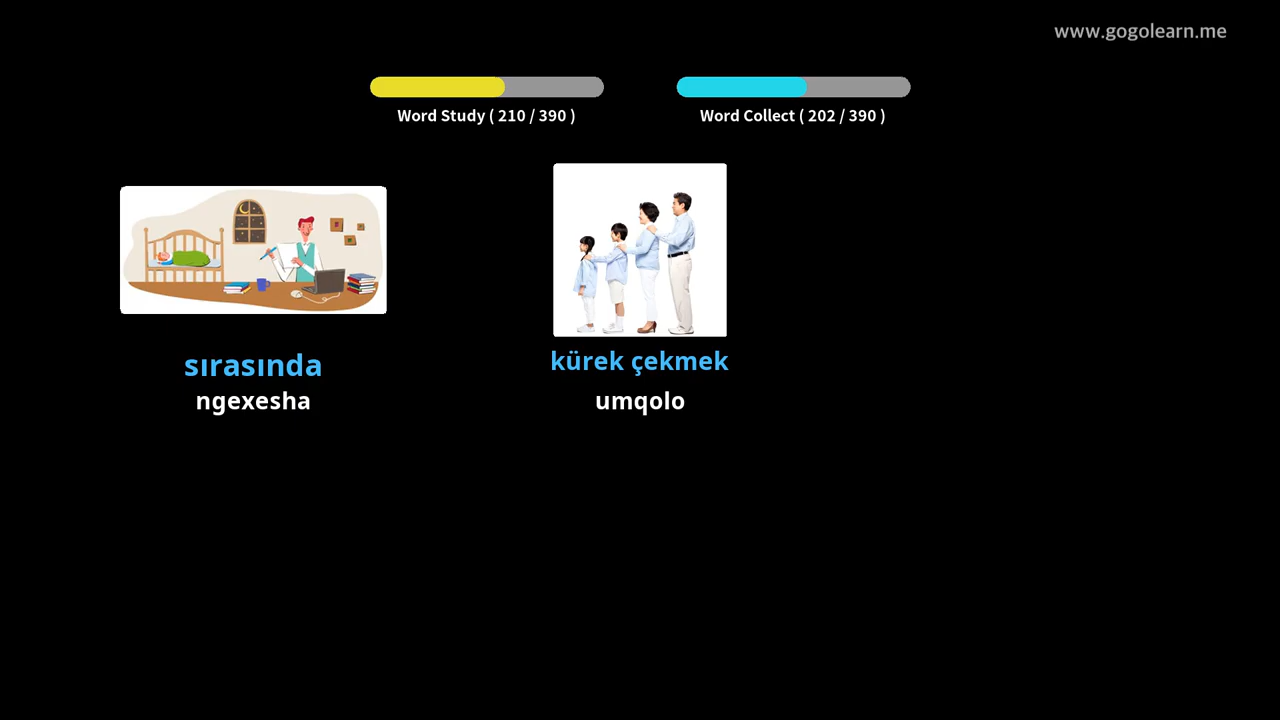 www.gogolearn.me
Word Study ( 210 / 390 )
Word Collect ( 202 / 390 )
sırasında
ngexesha
kürek çekmek
umqolo